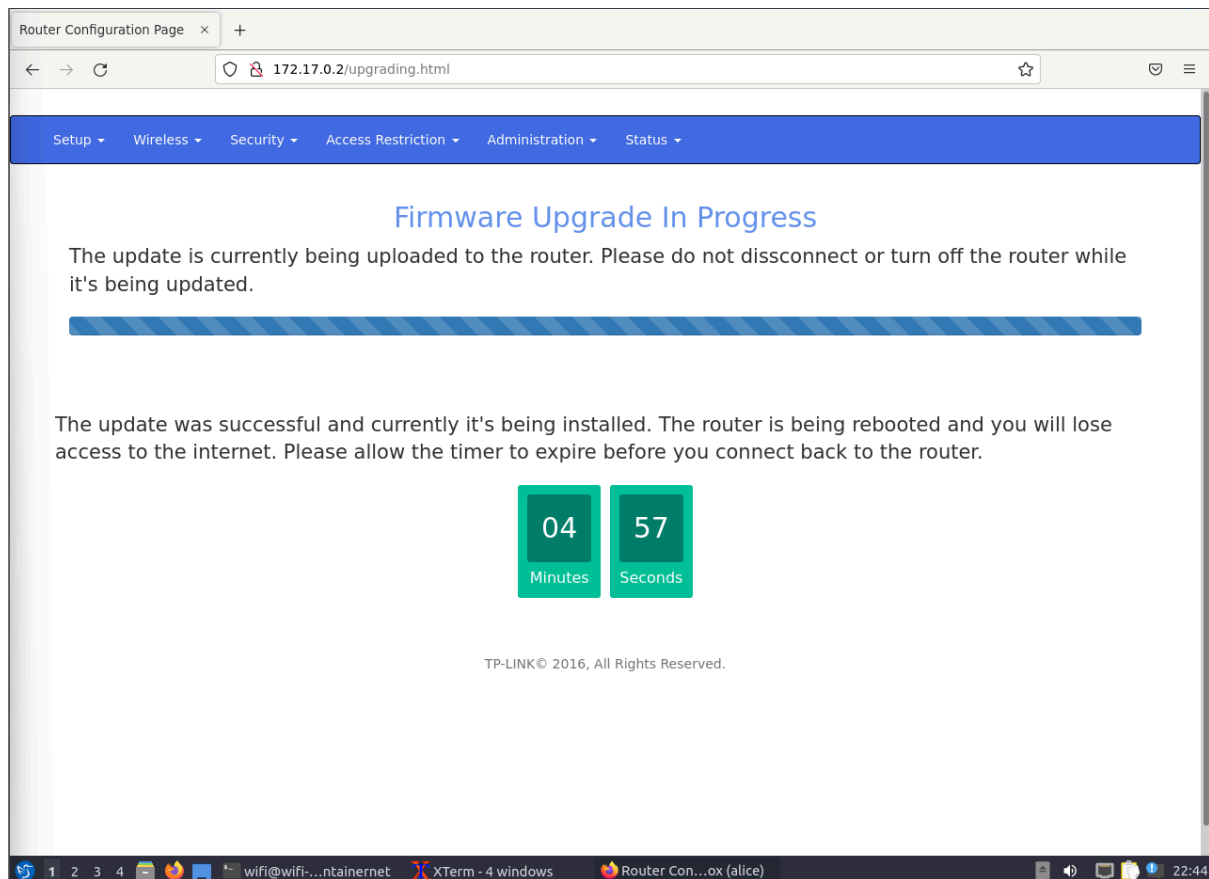 Router Configuration Page × +
172.17.0.2/upgrading.html
Setup Wireless Security Access Restriction Administration Status
Firmware Upgrade In Progress
The update is currently being uploaded to the router. Please do not dissconnect or turn off the router while
it's being updated.
The update was successful and currently it's being installed. The router is being rebooted and you will lose
access to the internet. Please allow the timer to expire before you connect back to the router.
04 57
Minutes Seconds
TP-LINK© 2016, All Rights Reserved.
1 2 3 4 wifi@wifi-...ntainernet XTerm - 4 windows Router Con...ox (alice) 22:44